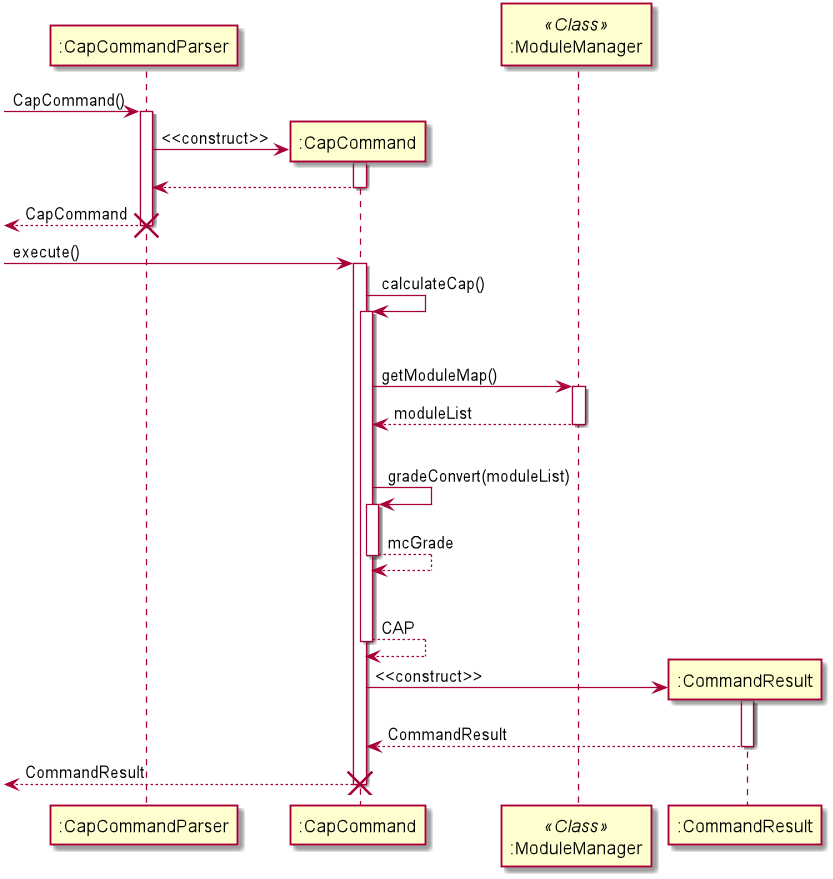 «Class»
:CapCommandParser
:ModuleManager
CapCommand()
<<construct>>
:CapCommand
CapCommand
execute()
calculateCap()
getModuleMap()
moduleList
gradeConvert(moduleList)
mcGrade
CAP
<<construct>>
:CommandResult
CommandResult
CommandResult
:CapCommandParser
:CapCommand
«Class»
:ModuleManager
:CommandResult